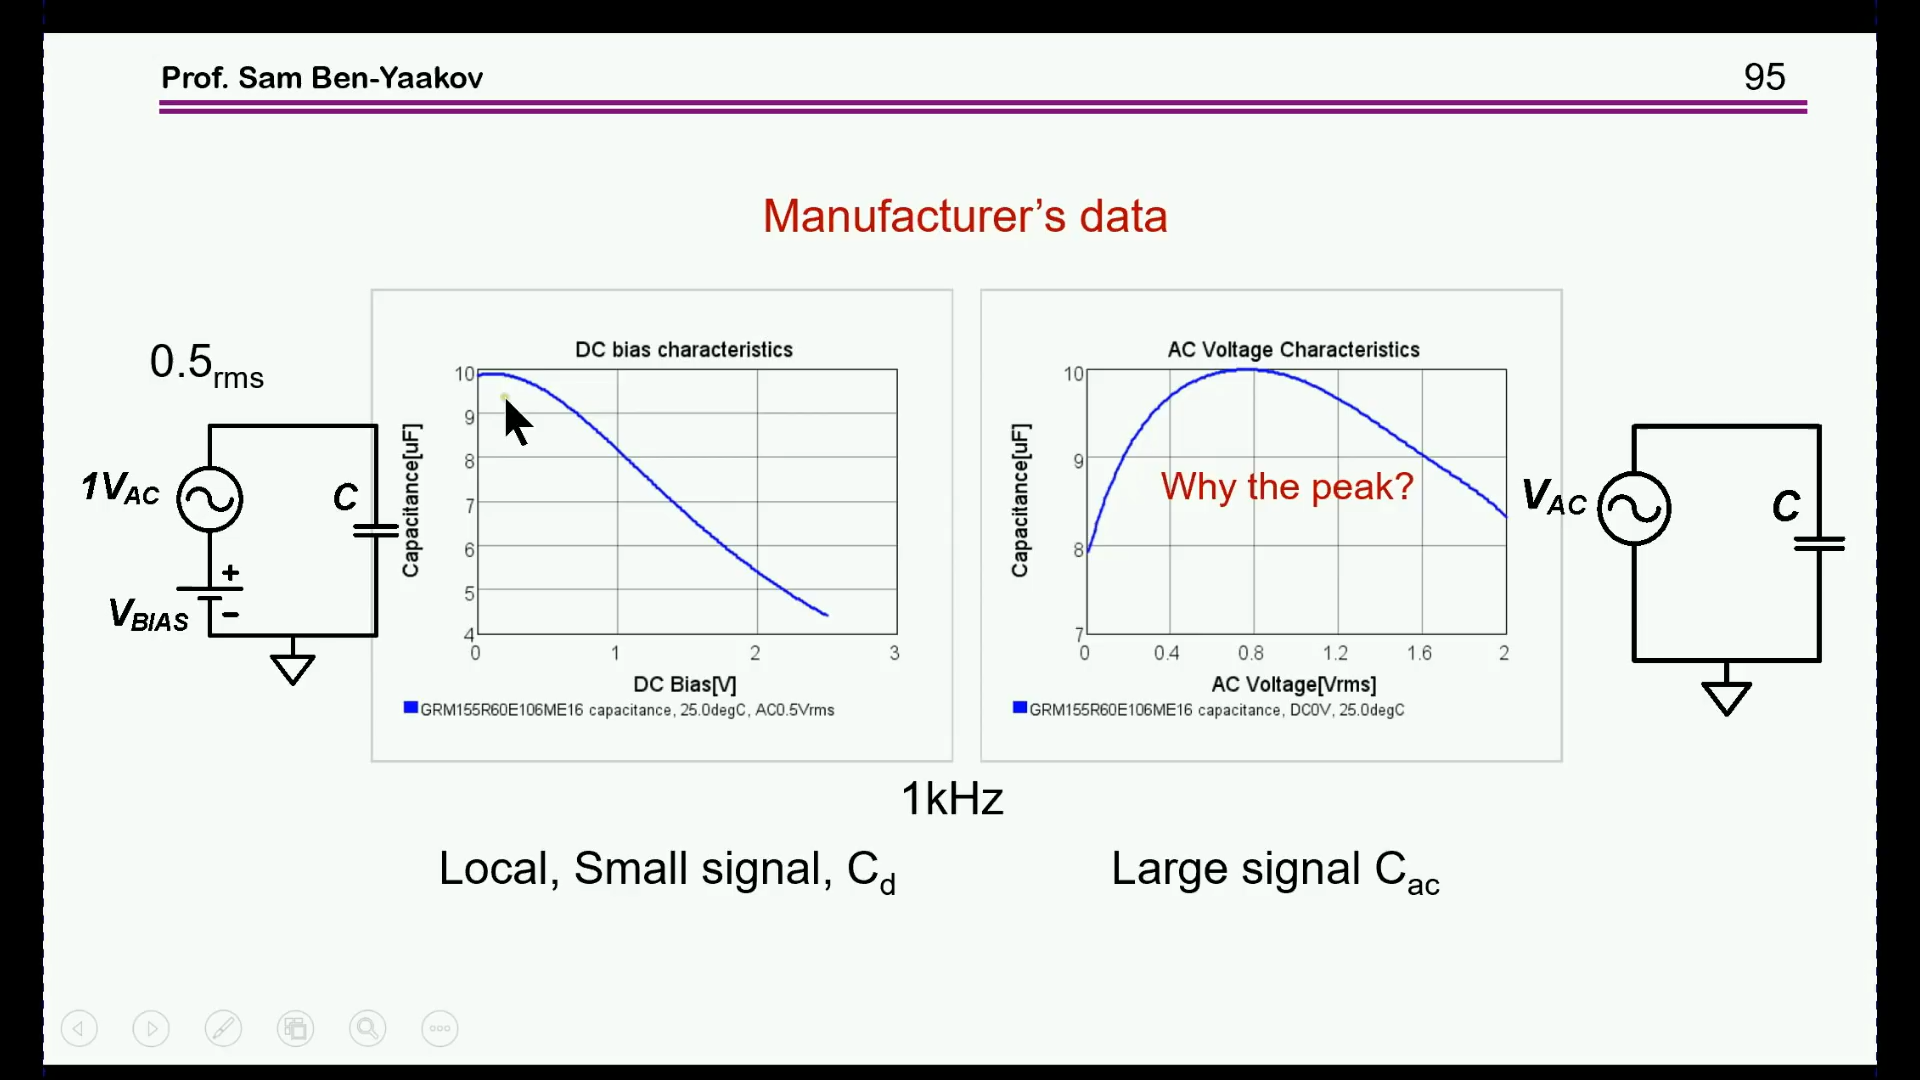 Prof. Sam Ben-Yaakov
95
Manufacturer’s data
0.5rms
1VAC
C
+
VBIAS
-
DC bias characteristics
Capacitance[uF]
10
9
8
7
6
5
4
0 1 2 3
DC Bias[V]
GRM155R60E106ME16 capacitance, 25.0degC, AC0.5Vrms
AC Voltage Characteristics
Capacitance[uF]
10
9
8
7
Why the peak?
0 0.4 0.8 1.2 1.6 2
AC Voltage[Vrms]
GRM155R60E106ME16 capacitance, DC0V, 25.0degC
VAC
C
1kHz
Local, Small signal, Cd
Large signal Cac